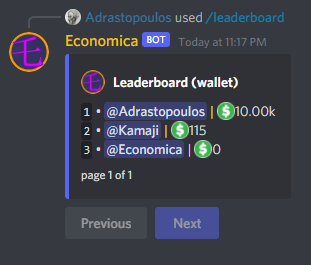 Adrastopoulos used /leaderboard
Economica BOT Today at 11:17 PM
Leaderboard (wallet)
1 • @Adrastopoulos | $10.00k
2 • @Kamaji | $115
3 • @Economica | $0
page 1 of 1
Previous Next